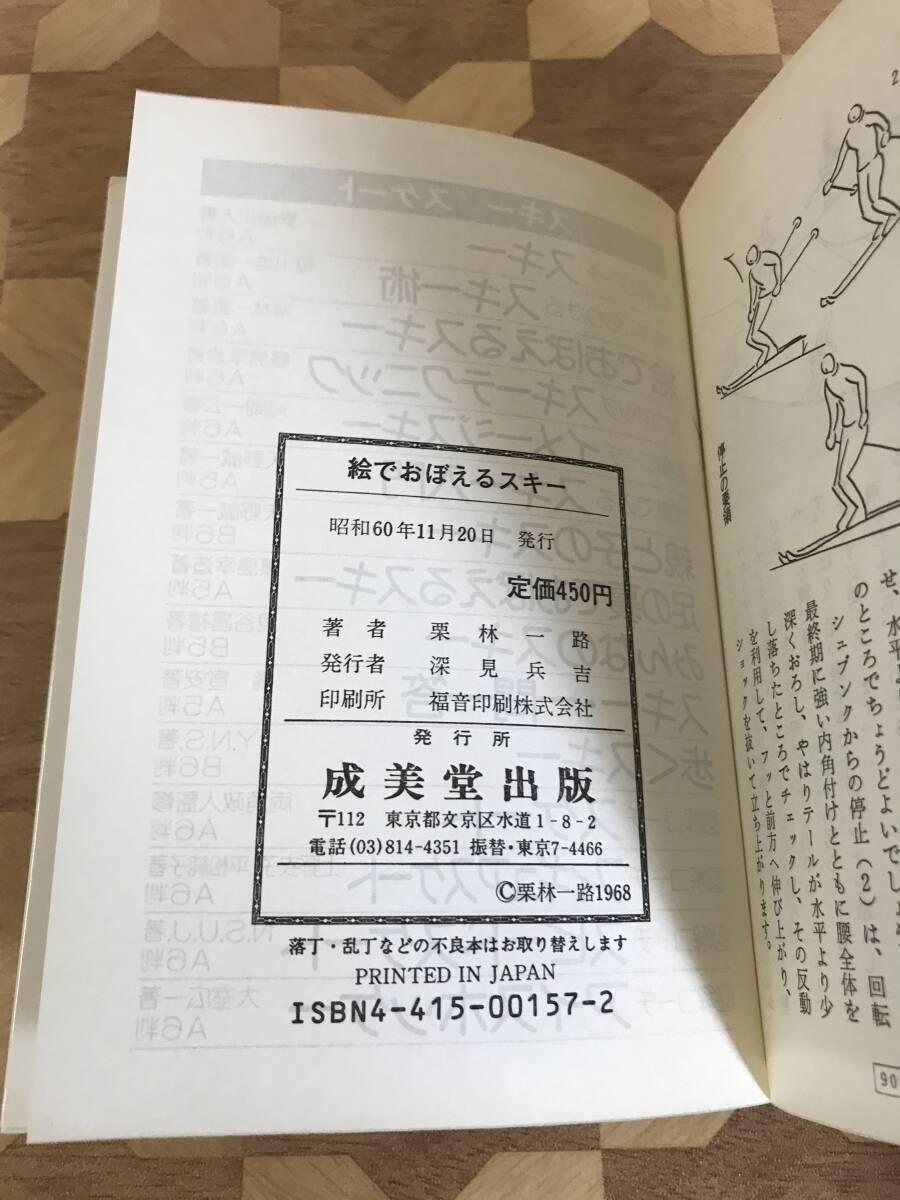 絵でおぼえるスキー
昭和60年11月20日 発行
定価450円
著者 栗林一路
発行者 深見兵吉
印刷所 福音印刷株式会社
発行所
成美堂出版
〒112 東京都文京区水道1-8-2
電話(03)814-4351 振替・東京7-4466
©栗林一路1968
落丁・乱丁などの不良本はお取り替えします
PRINTED IN JAPAN
ISBN4-415-00157-2
2
停止の要領
のところでちょうどよいでしょう。
シュプンクからの停止(2)は、回転
最終期に強い内角付けとともに腰全体を
深くおろし、やはりテールが水平より少
し落ちたところでチェックし、その反動
を利用して、フッと前方へ伸び上がり、
ショックを抜いて立ち上がります。
90